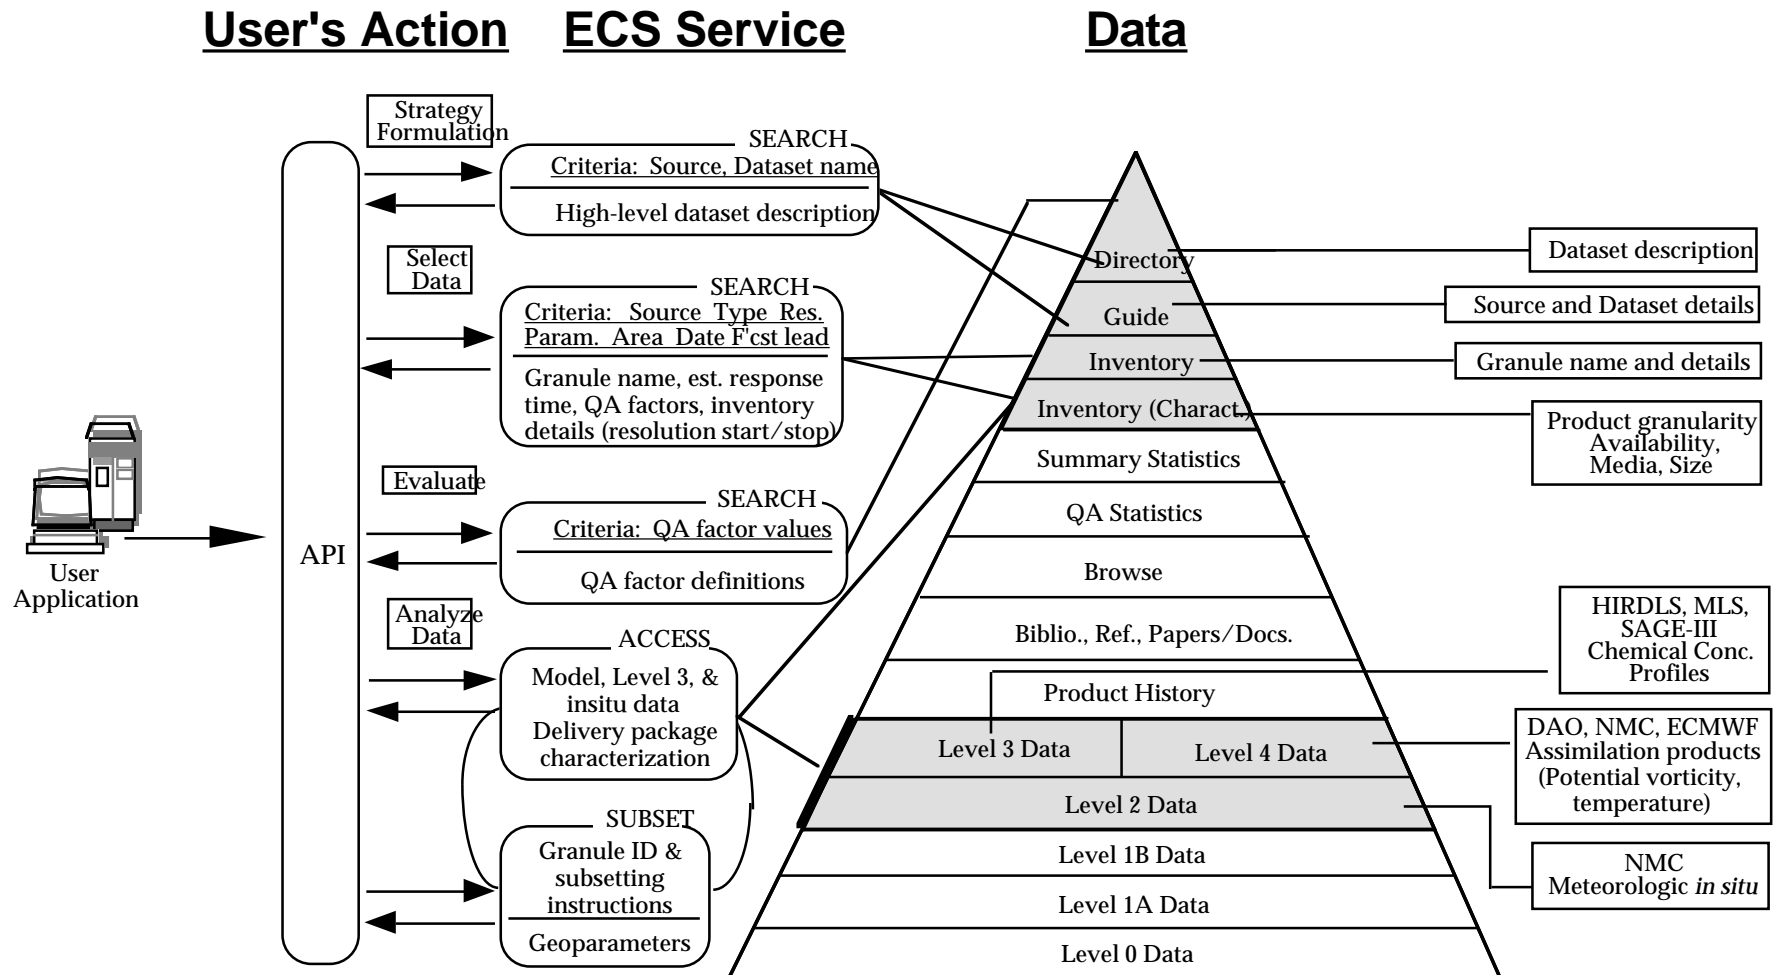 User's Action
ECS Service
Data
Strategy
Formulation
SEARCH
Criteria: Source, Dataset name
High-level dataset description
Select
Data
SEARCH
Criteria: Source Type Res.
Param. Area Date F'cst lead
Granule name, est. response
time, QA factors, inventory
details (resolution start/stop)
Evaluate
SEARCH
Criteria: QA factor values
QA factor definitions
API
User
Application
Analyze
Data
ACCESS
Model, Level 3, &
insitu data
Delivery package
characterization
SUBSET
Granule ID &
subsetting
instructions
Geoparameters
Directory
Guide
Inventory
Inventory (Charact.)
Summary Statistics
QA Statistics
Browse
Biblio., Ref., Papers/Docs.
Product History
Level 3 Data
Level 4 Data
Level 2 Data
Level 1B Data
Level 1A Data
Level 0 Data
Dataset description
Source and Dataset details
Granule name and details
Product granularity
Availability,
Media, Size
HIRDLS, MLS,
SAGE-III
Chemical Conc.
Profiles
DAO, NMC, ECMWF
Assimilation products
(Potential vorticity,
temperature)
NMC
Meteorologic in situ